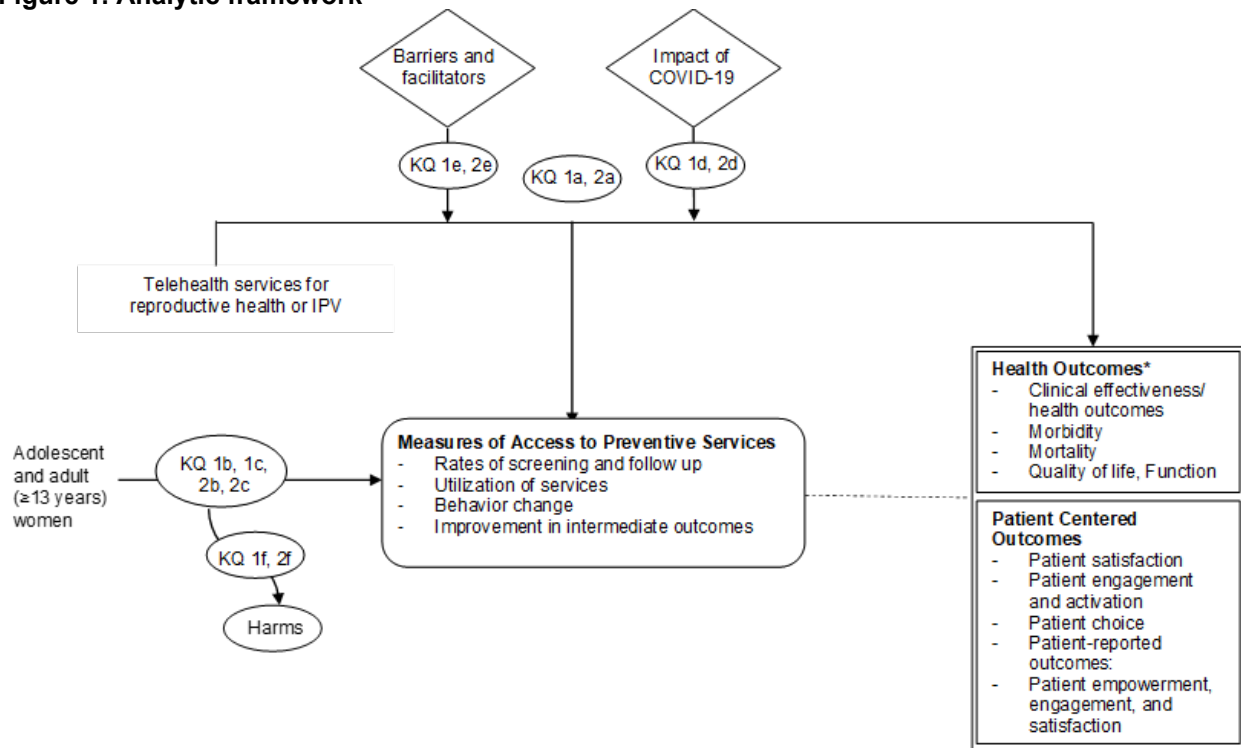 Figure 1. Analytic framework
Barriers and
facilitators
Impact of
COVID-19
KQ 1e, 2e
KQ 1a, 2a
KQ 1d, 2d
Telehealth services for
reproductive health or IPV
Adolescent
and adult
(≥13 years)
women
KQ 1b, 1c,
2b, 2c
KQ 1f, 2f
Harms
Measures of Access to Preventive Services
- Rates of screening and follow up
- Utilization of services
- Behavior change
- Improvement in intermediate outcomes
Health Outcomes*
- Clinical effectiveness/
health outcomes
- Morbidity
- Mortality
- Quality of life, Function
Patient Centered
Outcomes
- Patient satisfaction
- Patient engagement
and activation
- Patient choice
- Patient-reported
outcomes:
- Patient empowerment,
engagement, and
satisfaction